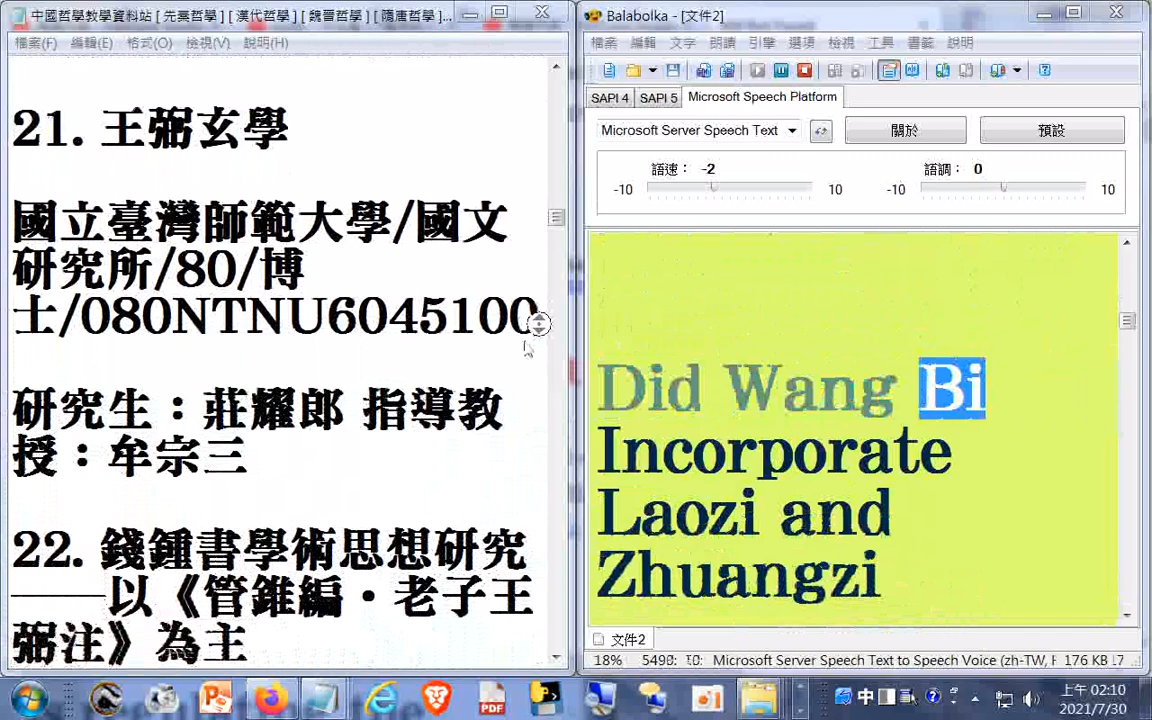 中國哲學教學資料站 [ 先秦哲學 ] [ 漢代哲學 ] [ 魏晉哲學 ] [ 隋唐哲學 ]...
檔案(F) 編輯(E) 格式(O) 檢視(V) 說明(H)
21. 王弼玄學
國立臺灣師範大學/國文
研究所/80/博
士/080NTNU6045100
研究生：莊耀郎 指導教
授：牟宗三
22. 錢鍾書學術思想研究
——以《管錐編·老子王
弼注》為主
Balabolka - [文件2]
檔案 編輯 文字 朗讀 引擎 選項 檢視 工具 書籤 說明
SAPI 4 SAPI 5 Microsoft Speech Platform
Microsoft Server Speech Text 關於 預設
語速： -2 語調： 0
-10 10 -10 10
Did Wang Bi
Incorporate
Laozi and
Zhuangzi
文件2
18% 5490: 10: Microsoft Server Speech Text to Speech Voice (zh-TW, 176 KB
中
上午 02:10
2021/7/30